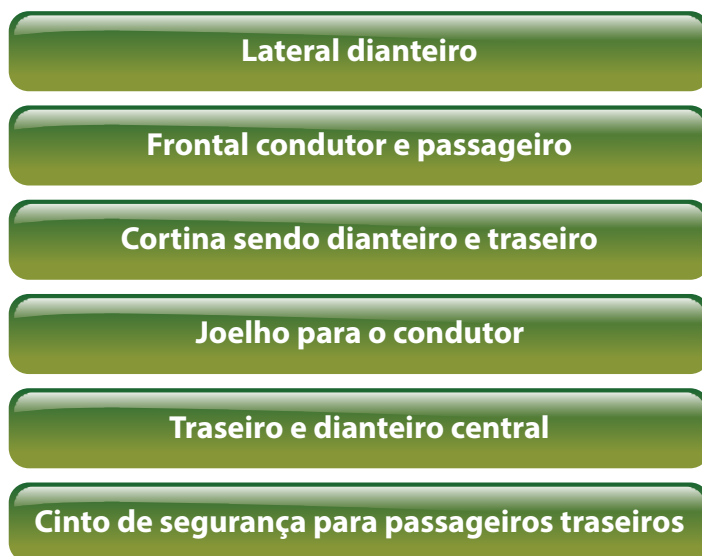 Lateral dianteiro
Frontal condutor e passageiro
Cortina sendo dianteiro e traseiro
Joelho para o condutor
Traseiro e dianteiro central
Cinto de segurança para passageiros traseiros